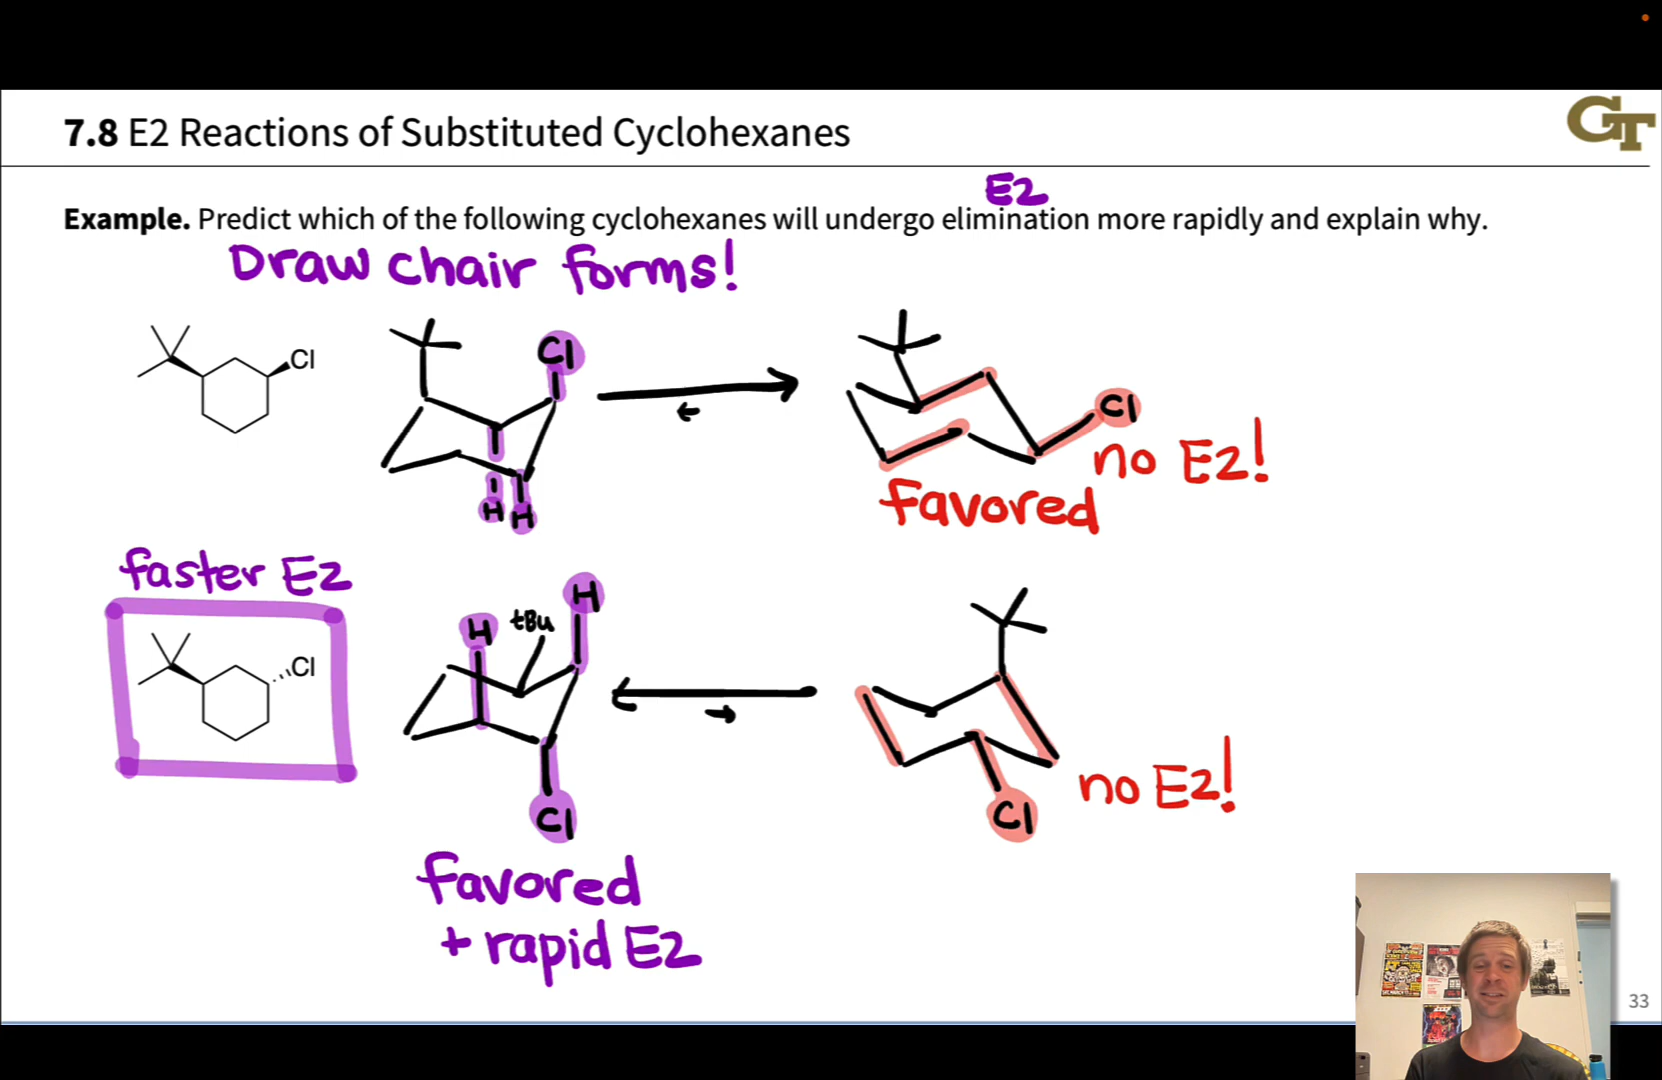 GT
7.8 E2 Reactions of Substituted Cyclohexanes
E2
Example. Predict which of the following cyclohexanes will undergo elimination more rapidly and explain why.
Draw chair forms!
Cl
Cl
H H
Cl
no E2!
favored
faster E2
Cl
H
tBu
H
Cl
favored
+ rapid E2
Cl
no E2!
33